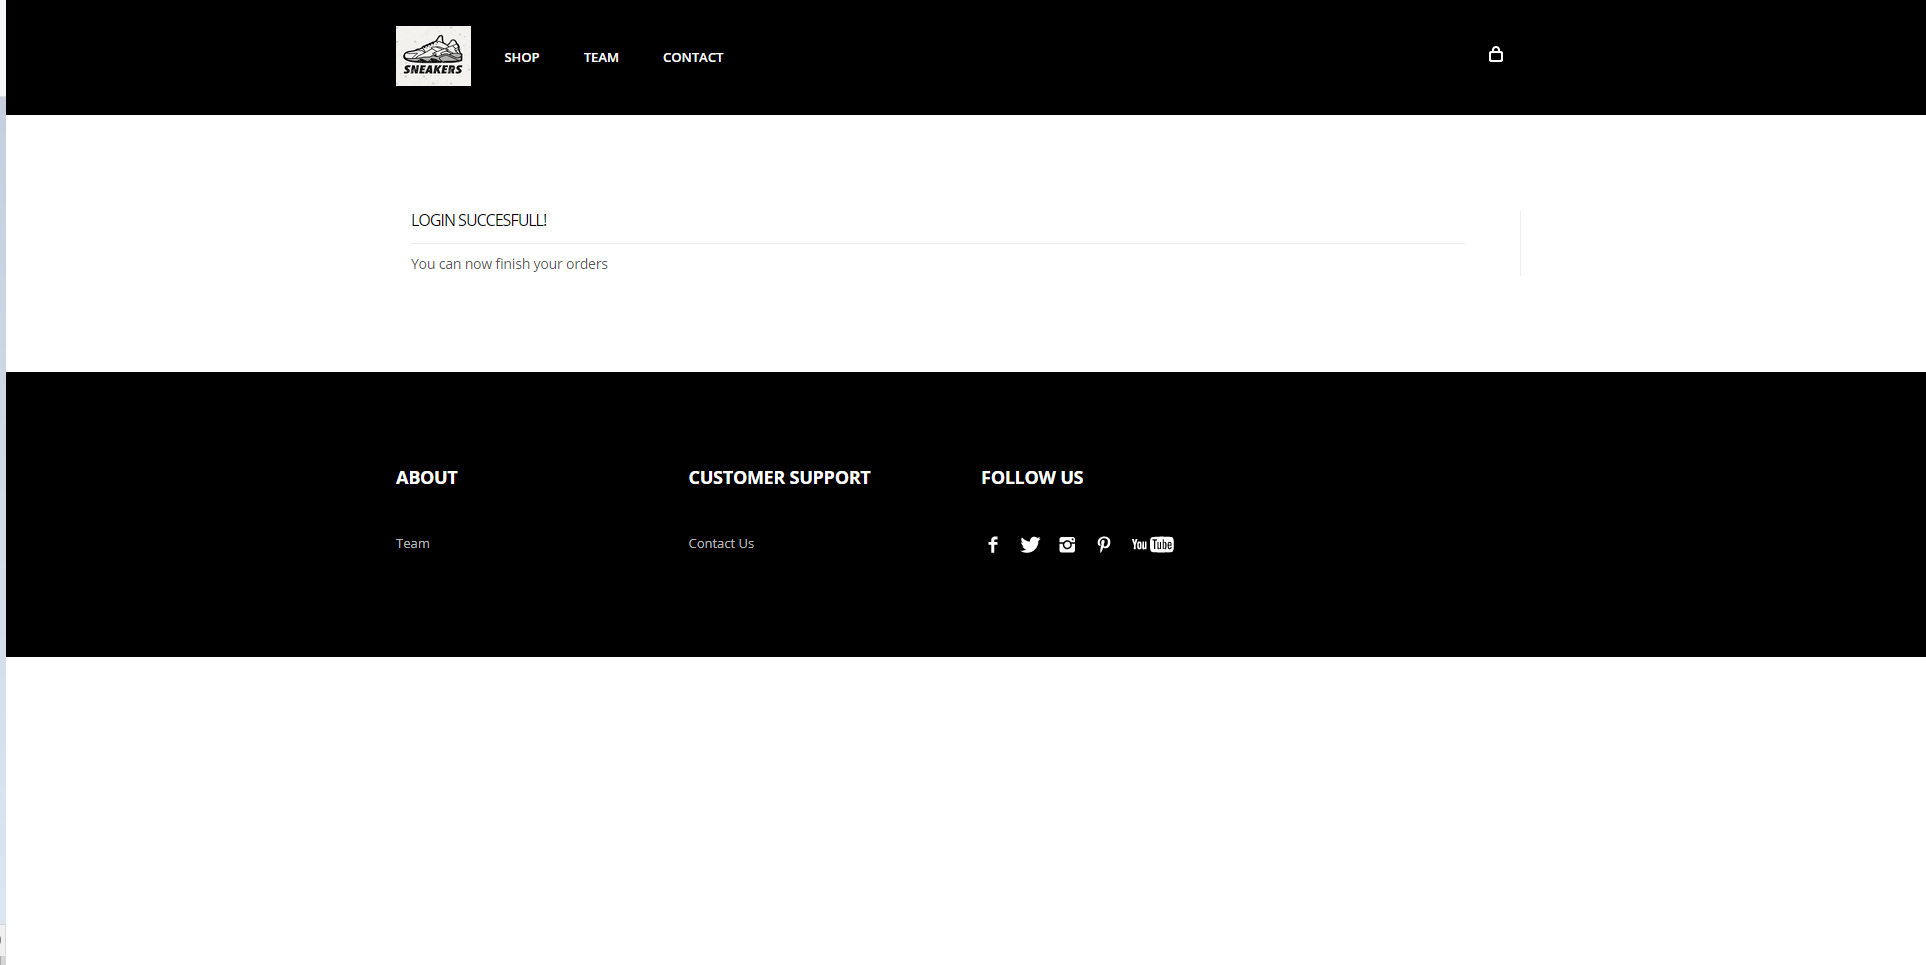 SNEAKERS
SHOP TEAM CONTACT
LOGIN SUCCESFULL!
You can now finish your orders
ABOUT CUSTOMER SUPPORT FOLLOW US
Team Contact Us You Tube